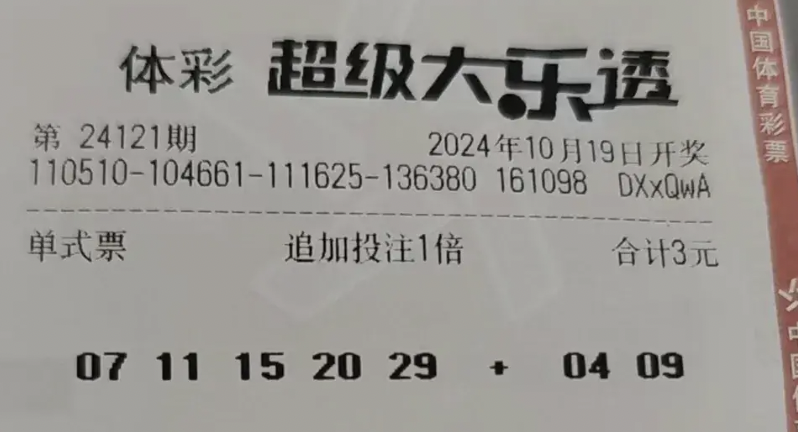 体彩 超级大乐透
第 24121期 2024年10月19日开奖
110510-104661-111625-136380 161098 DXxQwA
单式票 追加投注1倍 合计3元
07 11 15 20 29 + 04 09
中国体育彩票
中国体